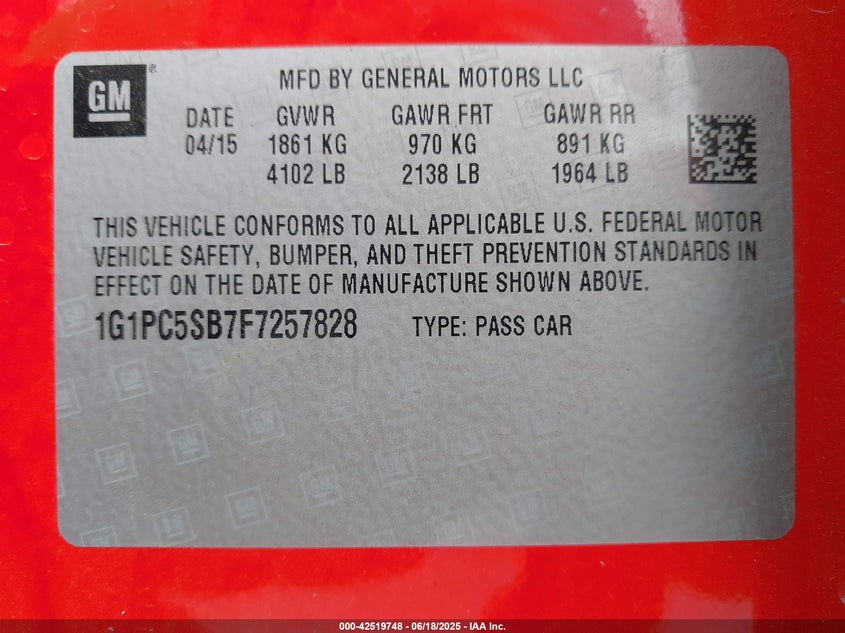 GM
MFD BY GENERAL MOTORS LLC
DATE GVWR GAWR FRT GAWR RR
04/15 1861 KG 970 KG 891 KG
4102 LB 2138 LB 1964 LB
THIS VEHICLE CONFORMS TO ALL APPLICABLE U.S. FEDERAL MOTOR
VEHICLE SAFETY, BUMPER, AND THEFT PREVENTION STANDARDS IN
EFFECT ON THE DATE OF MANUFACTURE SHOWN ABOVE.
1G1PC5SB7F7257828 TYPE: PASS CAR
000-42519748 - 06/18/2025 - IAA Inc.